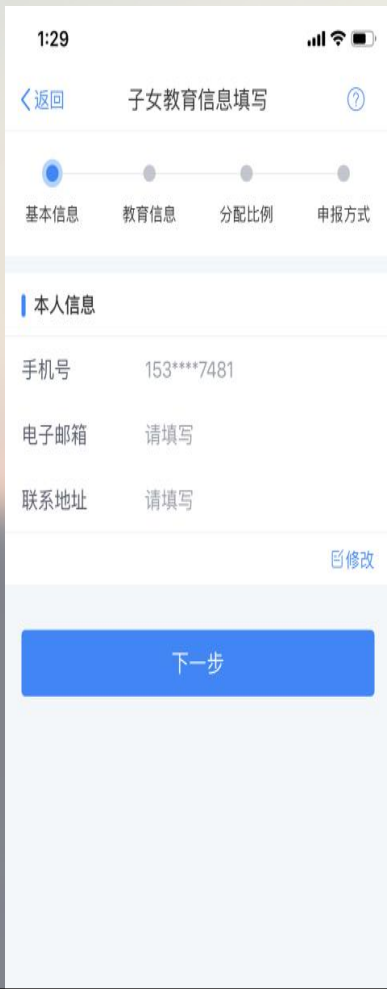 1:29
返回 子女教育信息填写 ?
基本信息 教育信息 分配比例 申报方式
本人信息
手机号 153****7481
电子邮箱 请填写
联系地址 请填写
修改
下一步